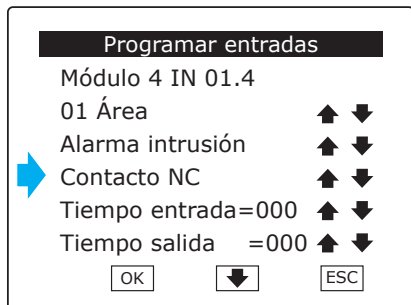 Programar entradas
Módulo 4 IN 01.4
01 Área
Alarma intrusión
Contacto NC
Tiempo entrada=000
Tiempo salida =000
OK ESC